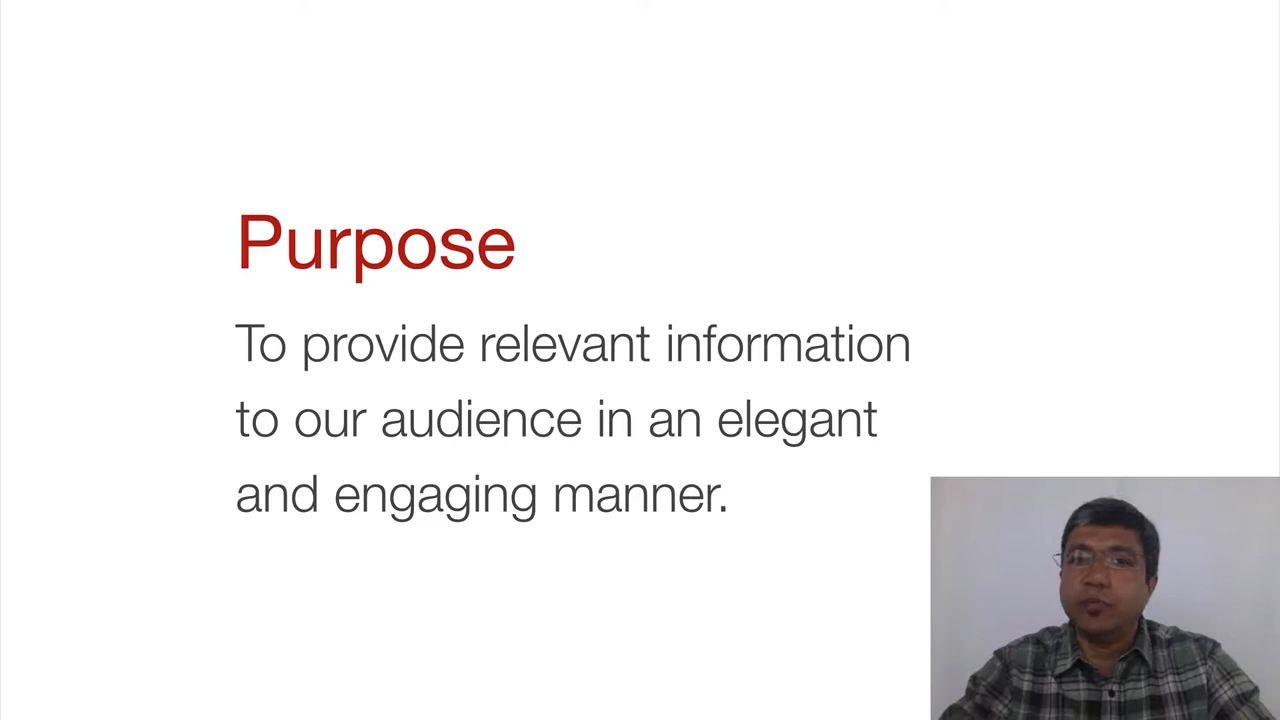 Purpose
To provide relevant information
to our audience in an elegant
and engaging manner.